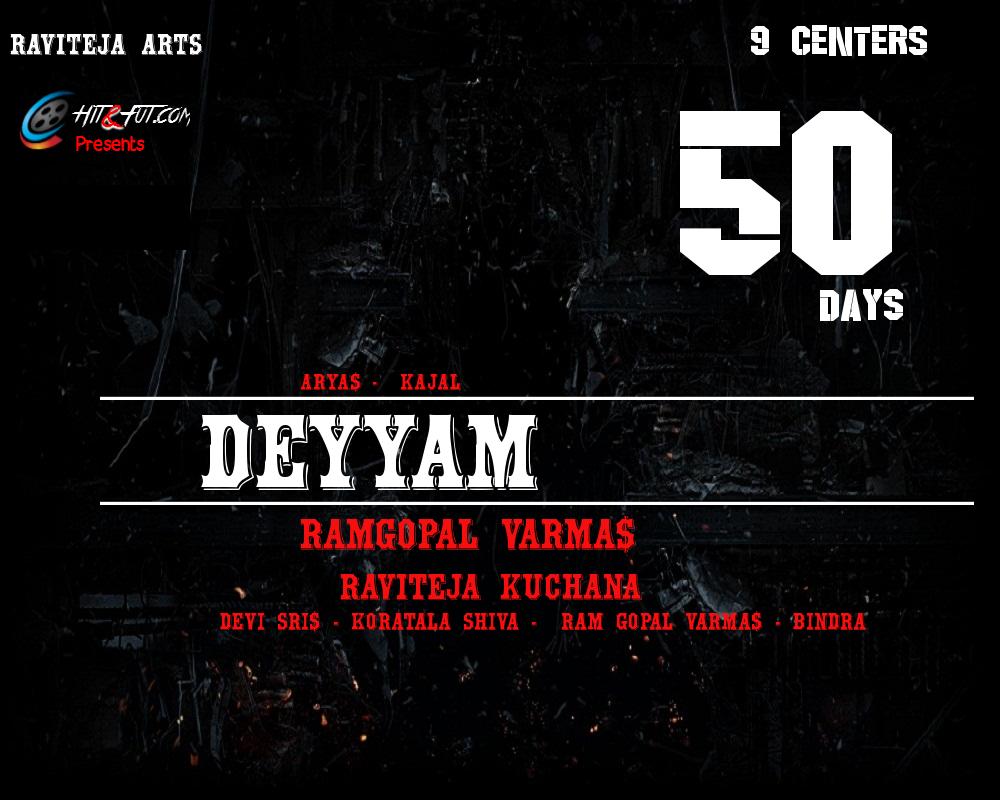 RAVITEJA ARTS
9 CENTERS
HIT&FUT.COM
Presents
50
DAYS
ARYA$ - KAJAL
DEYYAM
RAMGOPAL VARMA$
RAVITEJA KUCHANA
DEVI SRI$ - KORATALA SHIVA - RAM GOPAL VARMA$ - BINDRA